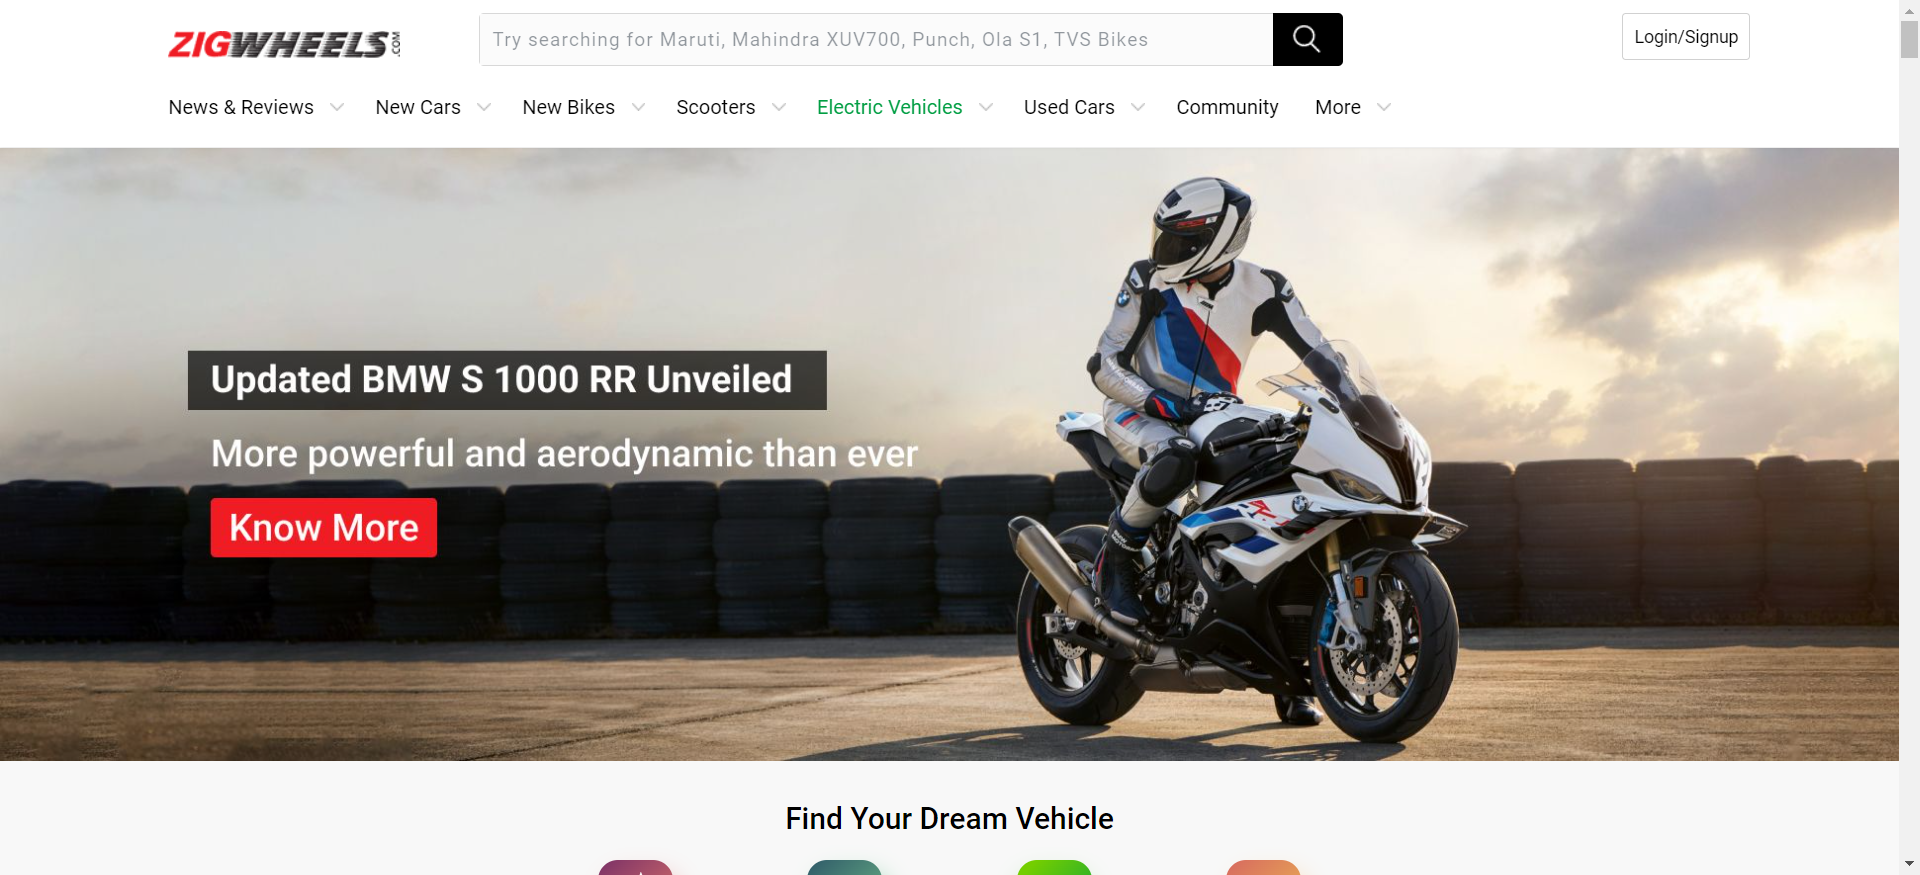 ZIGWHEELS.COM
Try searching for Maruti, Mahindra XUV700, Punch, Ola S1, TVS Bikes
Login/Signup
News & Reviews
New Cars
New Bikes
Scooters
Electric Vehicles
Used Cars
Community
More
Updated BMW S 1000 RR Unveiled
More powerful and aerodynamic than ever
Know More
Find Your Dream Vehicle